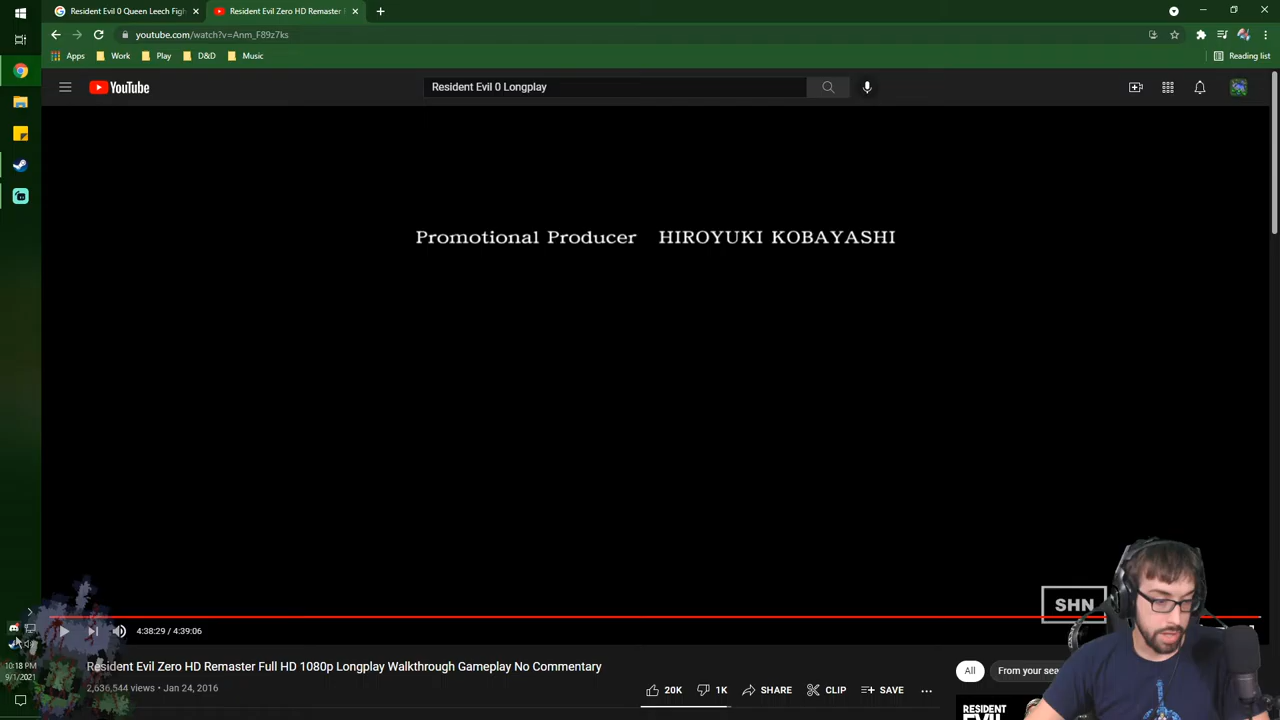 Resident Evil 0 Queen Leech Figh
Resident Evil Zero HD Remaster
youtube.com/watch?v=Anm_F89z7ks
Apps Work Play D&D Music Reading list
YouTube Resident Evil 0 Longplay
Promotional Producer HIROYUKI KOBAYASHI
SHN
4:38:29 / 4:39:06
Resident Evil Zero HD Remaster Full HD 1080p Longplay Walkthrough Gameplay No Commentary
2,636,544 views • Jan 24, 2016
20K 1K SHARE CLIP SAVE
All From your sea
RESIDENT
10:18 PM
9/1/2021